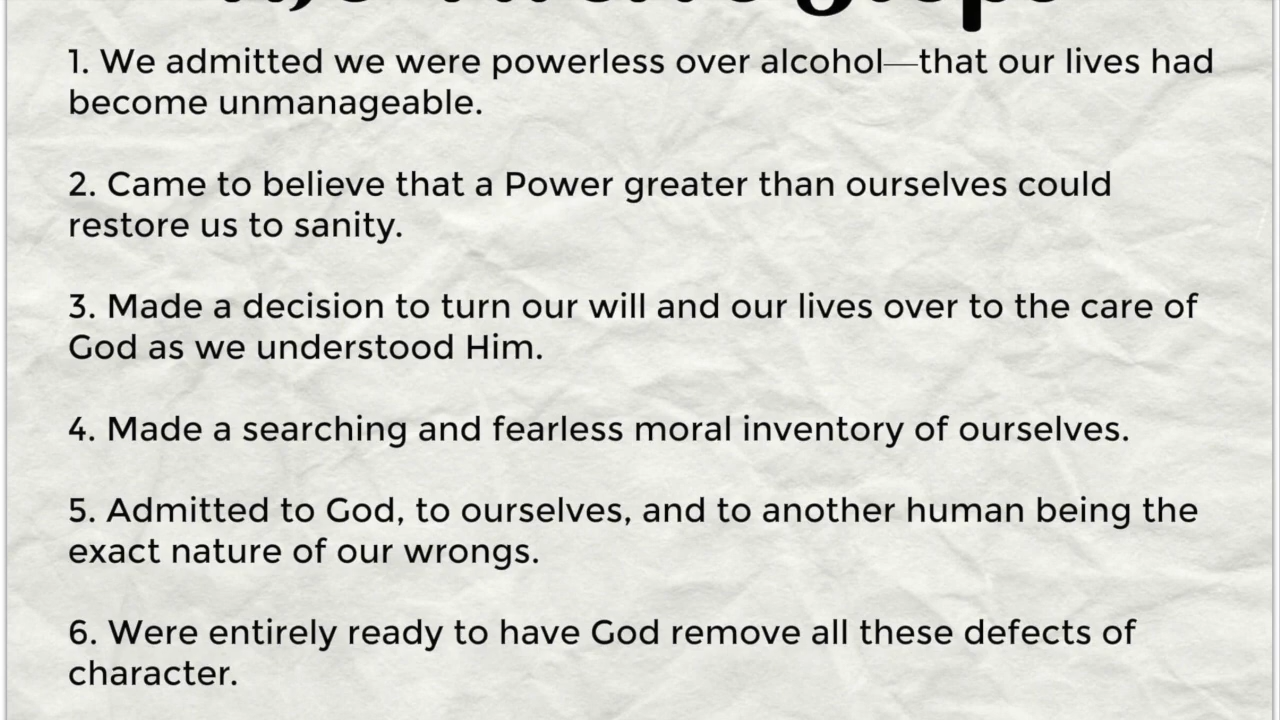 1. We admitted we were powerless over alcohol—that our lives had
become unmanageable.
2. Came to believe that a Power greater than ourselves could
restore us to sanity.
3. Made a decision to turn our will and our lives over to the care of
God as we understood Him.
4. Made a searching and fearless moral inventory of ourselves.
5. Admitted to God, to ourselves, and to another human being the
exact nature of our wrongs.
6. Were entirely ready to have God remove all these defects of
character.